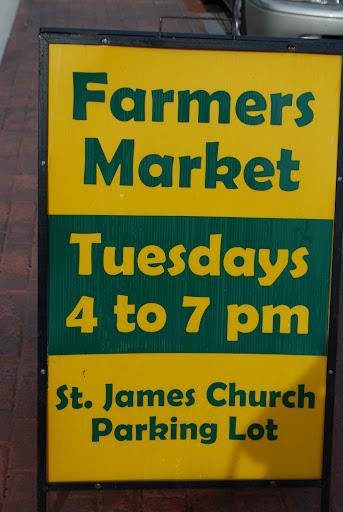 Farmers
Market
Tuesdays
4 to 7 pm
St. James Church
Parking Lot